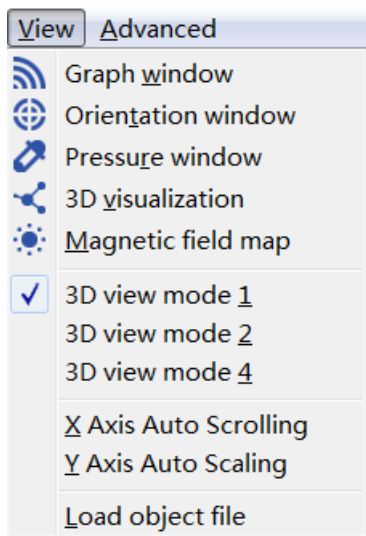 View Advanced
Graph window
Orientation window
Pressure window
3D visualization
Magnetic field map
3D view mode 1
3D view mode 2
3D view mode 4
X Axis Auto Scrolling
Y Axis Auto Scaling
Load object file